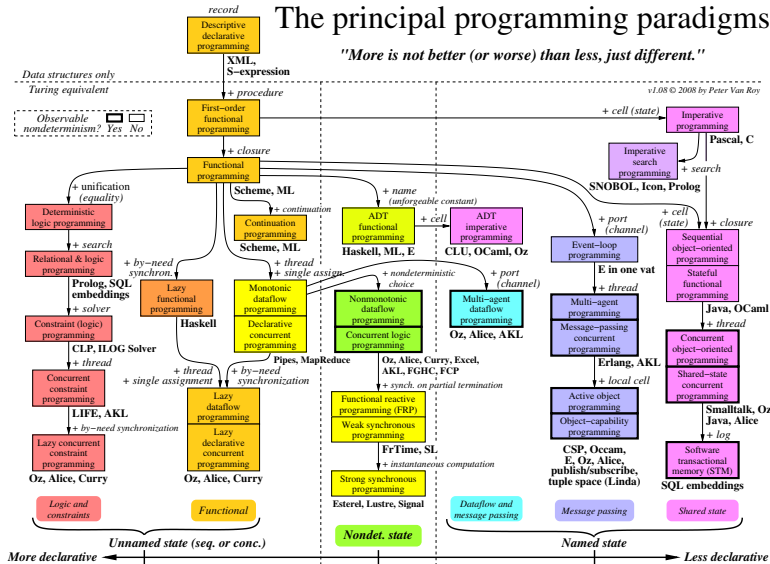 The principal programming paradigms
"More is not better (or worse) than less, just different."
v1.08 © 2008 by Peter Van Roy
record
Descriptive
declarative
programming
XML,
S−expression
Data structures only
Turing equivalent
Observable
nondeterminism?
Yes
No
+ procedure
First−order
functional
programming
+ cell (state)
Imperative
programming
Pascal, C
Imperative
search
programming
+ search
SNOBOL, Icon, Prolog
+ closure
Functional
programming
Scheme, ML
+ unification
(equality)
Deterministic
logic programming
+ search
Relational & logic
programming
Prolog, SQL
embeddings
+ solver
Constraint (logic)
programming
CLP, ILOG Solver
+ thread
Concurrent
constraint
programming
LIFE, AKL
+ by−need synchronization
Lazy concurrent
constraint
programming
Oz, Alice, Curry
+ continuation
Continuation
programming
Scheme, ML
+ by−need
synchron.
Lazy
functional
programming
Haskell
+ thread
+ single assignment
+ thread
+ single assign.
Monotonic
dataflow
programming
Declarative
concurrent
programming
Pipes, MapReduce
+ by−need
synchronization
Lazy
dataflow
programming
Lazy
declarative
concurrent
programming
Oz, Alice, Curry
+ name
(unforgeable constant)
ADT
functional
programming
Haskell, ML, E
+ cell
ADT
imperative
programming
CLU, OCaml, Oz
+ nondeterministic
choice
Nonmonotonic
dataflow
programming
Concurrent logic
programming
Oz, Alice, Curry, Excel,
AKL, FGHC, FCP
+ synch. on partial termination
Functional reactive
programming (FRP)
Weak synchronous
programming
FrTime, SL
+ instantaneous computation
Strong synchronous
programming
Esterel, Lustre, Signal
+ port
(channel)
Multi−agent
dataflow
programming
Oz, Alice, AKL
+ port
(channel)
Event−loop
programming
E in one vat
+ thread
Multi−agent
programming
Message−passing
concurrent
programming
Erlang, AKL
+ local cell
Active object
programming
Object−capability
programming
CSP, Occam,
E, Oz, Alice,
publish/subscribe,
tuple space (Linda)
+ cell
(state)
+ closure
Sequential
object−oriented
programming
Stateful
functional
programming
Java, OCaml
+ thread
Concurrent
object−oriented
programming
Shared−state
concurrent
programming
Smalltalk, Oz
Java, Alice
+ log
Software
transactional
memory (STM)
SQL embeddings
Logic and
constraints
Functional
Dataflow and
message passing
Message passing
Shared state
Unnamed state (seq. or conc.)
Nondet. state
Named state
More declarative
Less declarative